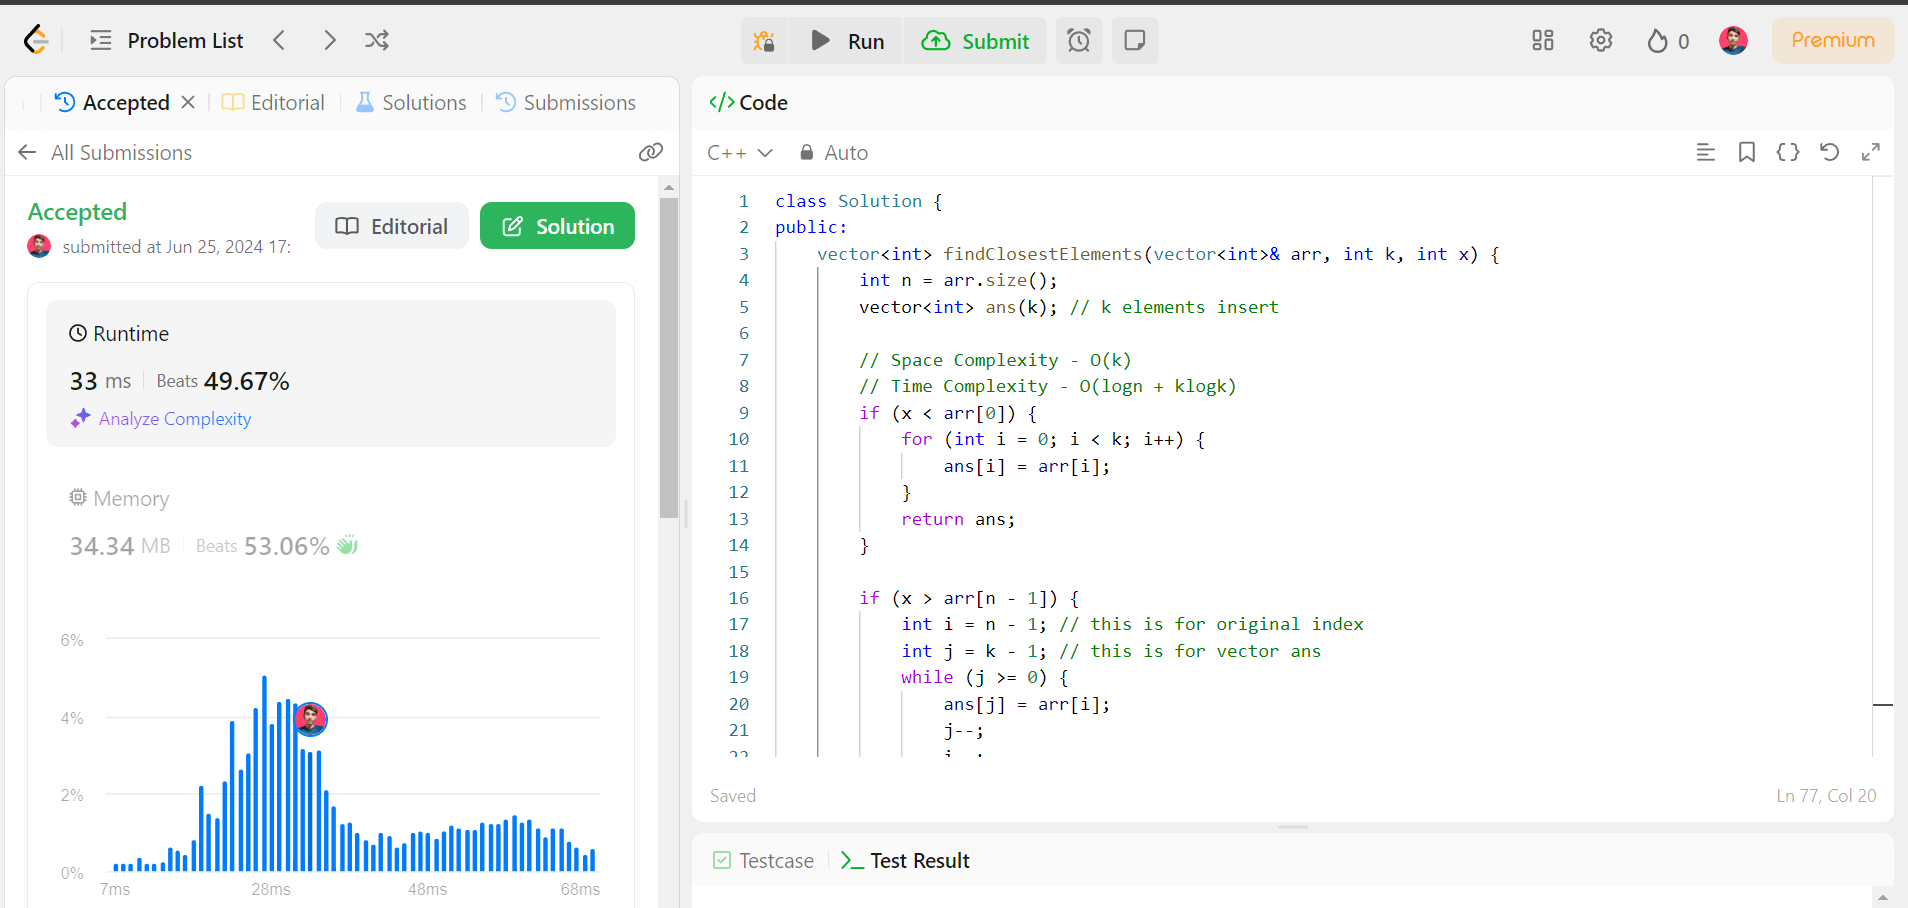 Problem List
Run
Submit
0
Premium
Accepted
Editorial
Solutions
Submissions
All Submissions
Accepted
submitted at Jun 25, 2024 17:
Editorial
Solution
Runtime
33 ms
Beats 49.67%
Analyze Complexity
Memory
34.34 MB
Beats 53.06%
6%
4%
2%
0%
7ms
28ms
48ms
68ms
</> Code
C++
Auto
1 class Solution {
2 public:
3 vector<int> findClosestElements(vector<int>& arr, int k, int x) {
4 int n = arr.size();
5 vector<int> ans(k); // k elements insert
6
7 // Space Complexity - O(k)
8 // Time Complexity - O(logn + klogk)
9 if (x < arr[0]) {
10 for (int i = 0; i < k; i++) {
11 ans[i] = arr[i];
12 }
13 return ans;
14 }
15
16 if (x > arr[n - 1]) {
17 int i = n - 1; // this is for original index
18 int j = k - 1; // this is for vector ans
19 while (j >= 0) {
20 ans[j] = arr[i];
21 j--;
Saved
Ln 77, Col 20
Testcase
Test Result